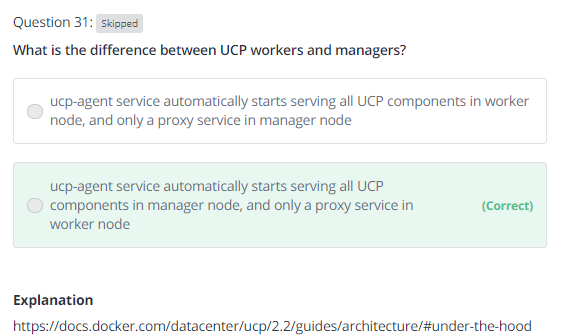 Question 31: Skipped
What is the difference between UCP workers and managers?
ucp-agent service automatically starts serving all UCP components in worker
node, and only a proxy service in manager node
ucp-agent service automatically starts serving all UCP
components in manager node, and only a proxy service in
worker node
(Correct)
Explanation
https://docs.docker.com/datacenter/ucp/2.2/guides/architecture/#under-the-hood